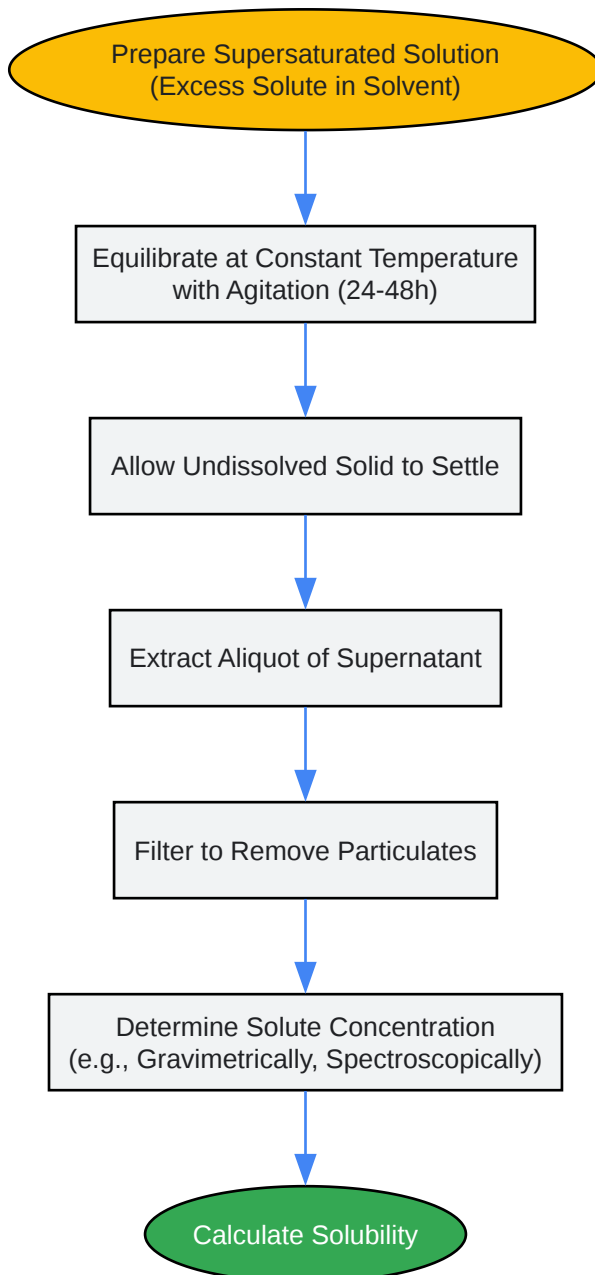 Prepare Supersaturated Solution
(Excess Solute in Solvent)
Equilibrate at Constant Temperature
with Agitation (24-48h)
Allow Undissolved Solid to Settle
Extract Aliquot of Supernatant
Filter to Remove Particulates
Determine Solute Concentration
(e.g., Gravimetrically, Spectroscopically)
Calculate Solubility